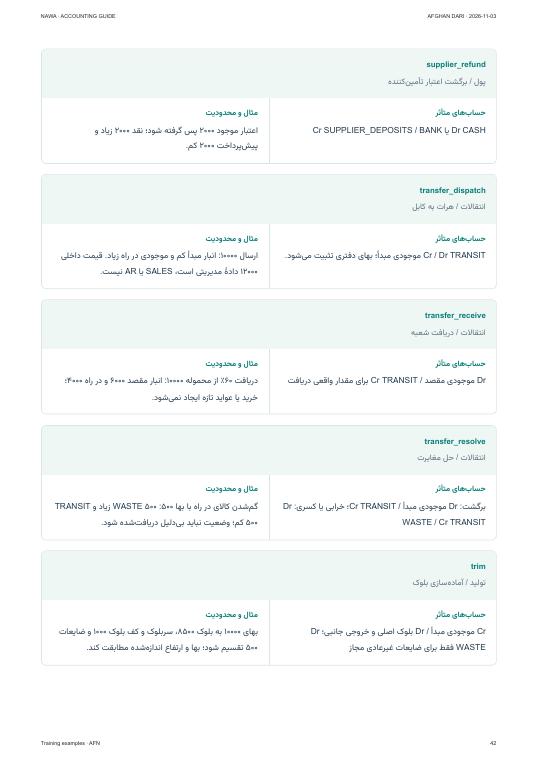 NAWA · ACCOUNTING GUIDE
AFGHAN DARI · 2026-11-03
supplier_refund
پول / برگشت اعتبار تأمین‌کننده
حساب‌های متأثر
Dr CASH یا Cr SUPPLIER_DEPOSITS / BANK
مثال و محدودیت
اعتبار موجود ۲۰۰۰ پس گرفته شود؛ نقد ۲۰۰۰ زیاد و
پیش‌پرداخت ۲۰۰۰ کم.
transfer_dispatch
انتقالات / هرات به کابل
حساب‌های متأثر
Cr / Dr TRANSIT موجودی مبدأ؛ بهای دفتری تثبیت می‌شود.
مثال و محدودیت
ارسال ۱۰۰۰۰: انبار مبدأ کم و موجودی در راه زیاد. قیمت داخلی
۱۲۰۰۰ دادهٔ مدیریتی است، SALES یا AR نیست.
transfer_receive
انتقالات / دریافت شعبه
حساب‌های متأثر
Dr موجودی مقصد / Cr TRANSIT برای مقدار واقعی دریافت
مثال و محدودیت
دریافت ۶۰٪ از محموله ۱۰۰۰۰: انبار مقصد ۶۰۰۰ و در راه ۴۰۰۰؛
خرید یا عواید تازه ایجاد نمی‌شود.
transfer_resolve
انتقالات / حل مغایرت
حساب‌های متأثر
برگشت: Dr موجودی مبدأ / Cr TRANSIT؛ خرابی یا کسری: Dr
WASTE / Cr TRANSIT
مثال و محدودیت
گم‌شدن کالای در راه با بها ۵۰۰: WASTE ۵۰۰ زیاد و TRANSIT
۵۰۰ کم؛ وضعیت نباید بی‌دلیل دریافت‌شده شود.
trim
تولید / آماده‌سازی بلوک
حساب‌های متأثر
Cr موجودی مبدأ / Dr بلوک اصلی و خروجی جانبی؛ Dr
WASTE فقط برای ضایعات غیرعادی مجاز
مثال و محدودیت
بهای ۱۰۰۰۰ به بلوک ۸۵۰۰، سربلوک و کف بلوک ۱۰۰۰ و ضایعات
۵۰۰ تقسیم شود؛ بها و ارتفاع اندازه‌شده مطابقت کند.
Training examples · AFN
42